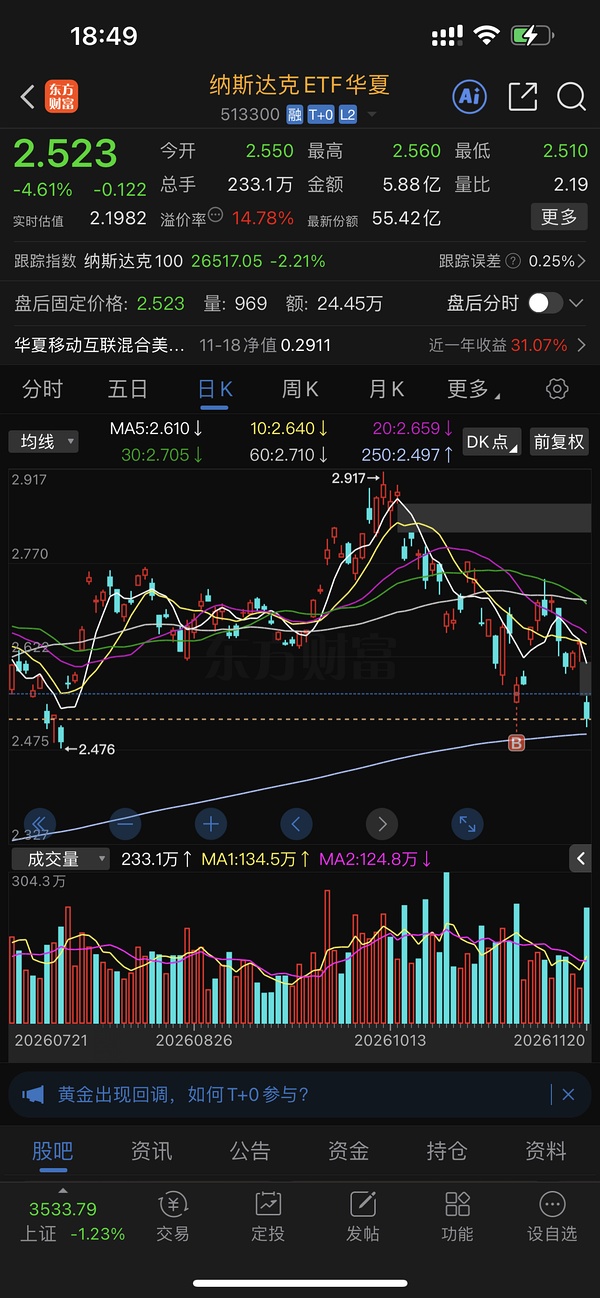 18:49
东方财富
纳斯达克ETF华夏
513300 融 T+0 L2
Ai
2.523 今开 2.550 最高 2.560 最低 2.510
-4.61% -0.122 总手 233.1万 金额 5.88亿 量比 2.19
实时估值 2.1982 溢价率 14.78% 最新份额 55.42亿 更多
跟踪指数 纳斯达克100 26517.05 -2.21% 跟踪误差 ? 0.25%
盘后固定价格: 2.523 量: 969 额: 24.45万 盘后分时
华夏移动互联混合美... 11-18净值 0.2911 近一年收益 31.07%
分时 五日 日K 周K 月K 更多
均线 MA5:2.610↓ 10:2.640↓ 20:2.659↓ DK点 前复权
30:2.705↓ 60:2.710↓ 250:2.497↑
2.917
2.917→
2.770
2.622
东方财富
2.475
←2.476
B
2.327
成交量 233.1万↑ MA1:134.5万↑ MA2:124.8万↓
304.3万
20260721 20260826 20261013 20261120
黄金出现回调，如何T+0参与？
股吧 资讯 公告 资金 持仓 资料
3533.79
上证 -1.23% 交易 定投 发帖 功能 设自选